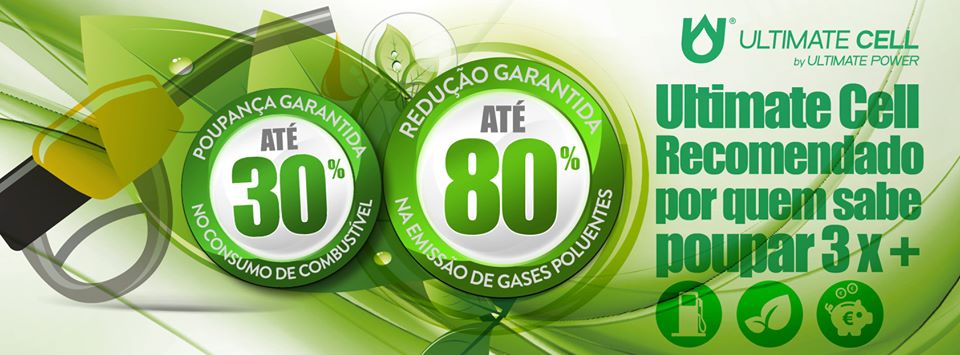 POUPANÇA GARANTIDA
ATÉ
30%
NO CONSUMO DE COMBUSTÍVEL
REDUÇÃO GARANTIDA
ATÉ
80%
NA EMISSÃO DE GASES POLUENTES
® ULTIMATE CELL
by ULTIMATE POWER
Ultimate Cell
Recomendado
por quem sabe
poupar 3 x +
€